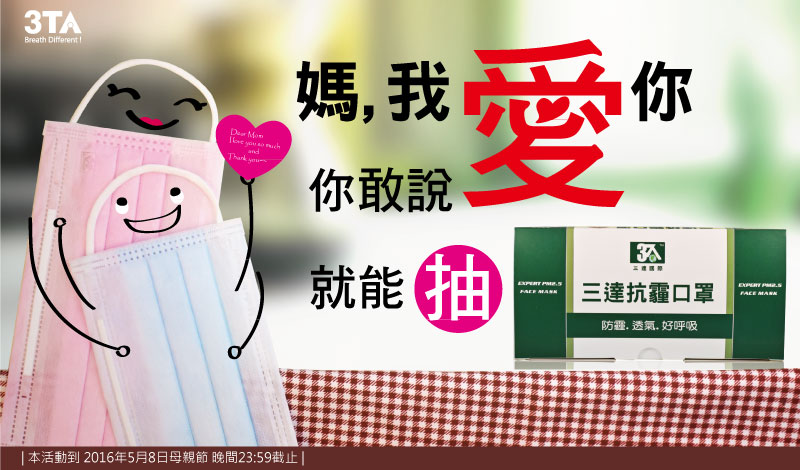 3TA
Breath Different!
媽,我愛你
Dear Mom
I love you so much
and
Thank you~~
你敢說
就能抽
3TA
三達國際
EXPERT PM2.5
FACE MASK
三達抗霾口罩
EXPERT PM2.5
FACE MASK
防霾.透氣.好呼吸
| 本活動到 2016年5月8日母親節 晚間23:59截止 |